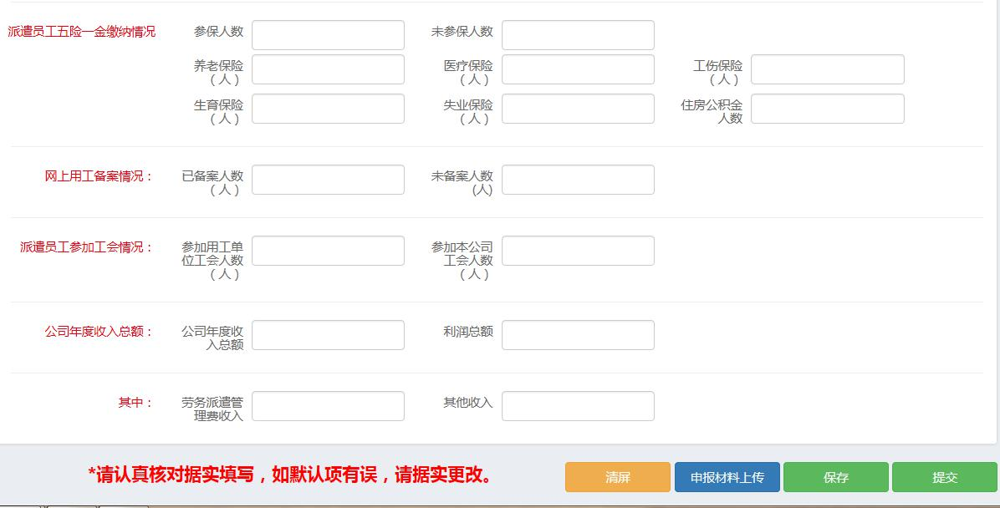 派遣员工五险一金缴纳情况 参保人数 未参保人数
养老保险 医疗保险 工伤保险
（人） （人） （人）
生育保险 失业保险 住房公积金
（人） （人） 人数
网上用工备案情况： 已备案人数 未备案人数
（人） (人)
派遣员工参加工会情况： 参加用工单 参加本公司
位工会人数 工会人数
（人） （人）
公司年度收入总额： 公司年度收 利润总额
入总额
其中： 劳务派遣管 其他收入
理费收入
*请认真核对据实填写，如默认项有误，请据实更改。 清屏 申报材料上传 保存 提交